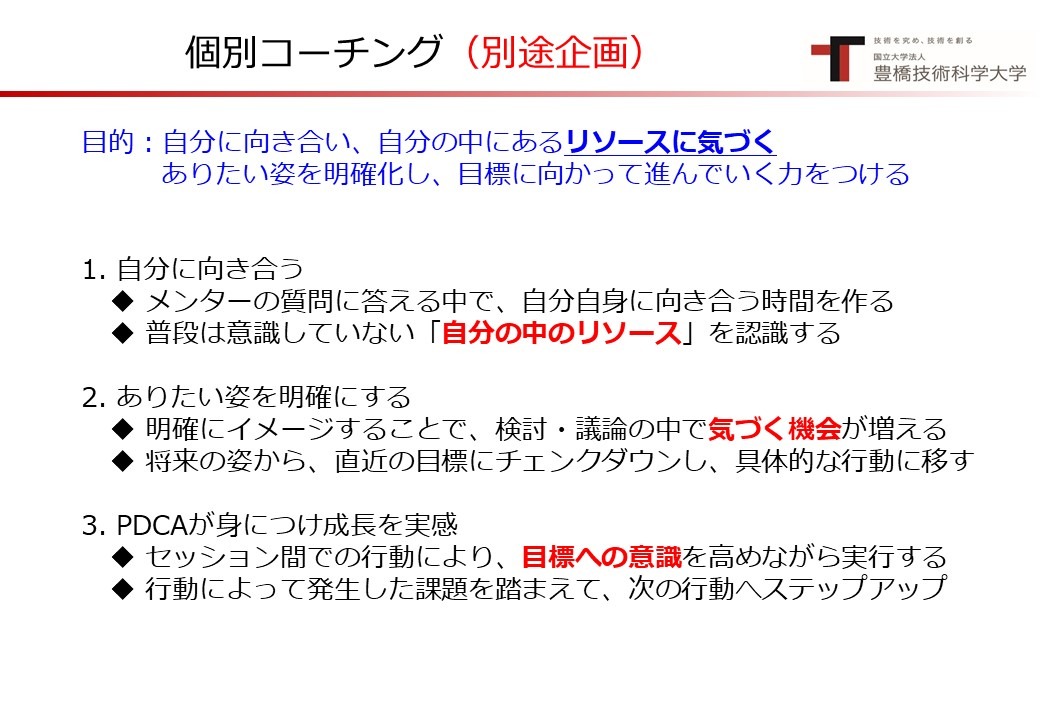 個別コーチング（別途企画）
技術を究め、技術を創る
国立大学法人
豊橋技術科学大学
目的：自分に向き合い、自分の中にあるリソースに気づく
ありたい姿を明確化し、目標に向かって進んでいく力をつける
1. 自分に向き合う
◆ メンターの質問に答える中で、自分自身に向き合う時間を作る
◆ 普段は意識していない「自分の中のリソース」を認識する
2. ありたい姿を明確にする
◆ 明確にイメージすることで、検討・議論の中で気づく機会が増える
◆ 将来の姿から、直近の目標にチェンクダウンし、具体的な行動に移す
3. PDCAが身につけ成長を実感
◆ セッション間での行動により、目標への意識を高めながら実行する
◆ 行動によって発生した課題を踏まえて、次の行動へステップアップ